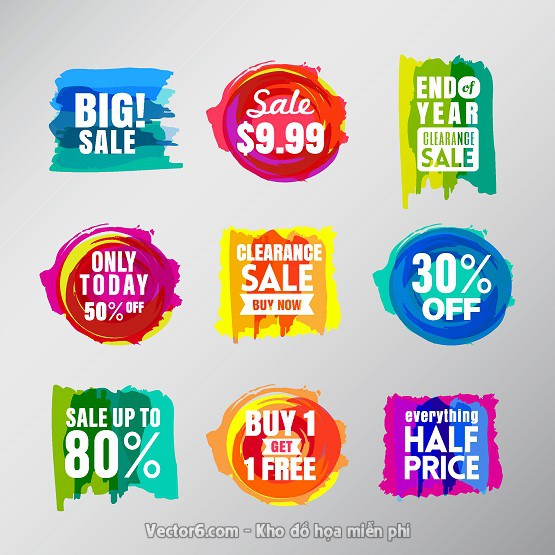 BIG!
SALE
Sale
$9.99
END of
YEAR
CLEARANCE
SALE
ONLY
TODAY
50% OFF
CLEARANCE
SALE
BUY NOW
30%
OFF
SALE UP TO
80%
BUY 1
GET
1 FREE
everything
HALF
PRICE
Vector6.com - Kho đồ họa miễn phí